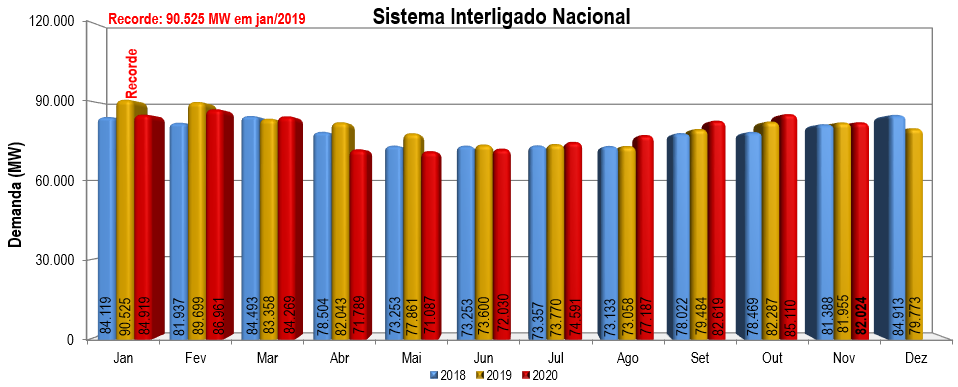 Sistema Interligado Nacional
Recorde: 90.525 MW em jan/2019
Recorde
Demanda (MW)
120.000
90.000
60.000
30.000
0
84.119 90.525 84.919
81.937 89.699 86.961
84.493 83.358 84.269
78.504 82.043 71.789
73.253 77.861 71.087
73.253 73.600 72.030
73.357 73.770 74.591
73.133 73.058 77.187
78.022 79.484 82.619
78.469 82.287 85.110
81.388 81.955 82.024
84.913 79.773
Jan Fev Mar Abr Mai Jun Jul Ago Set Out Nov Dez
2018 2019 2020